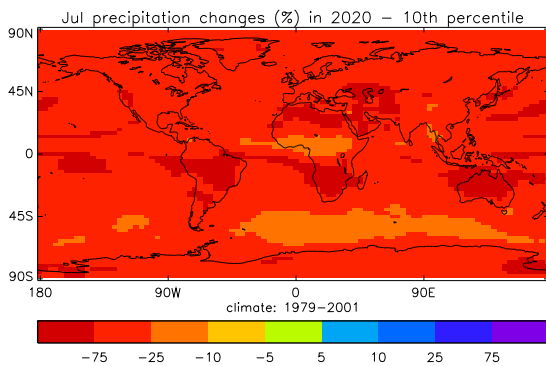 Jul precipitation changes (%) in 2020 – 10th percentile
90N
45N
0
45S
90S
180 90W 0 90E
climate: 1979–2001
−75 −25 −10 −5 5 10 25 75